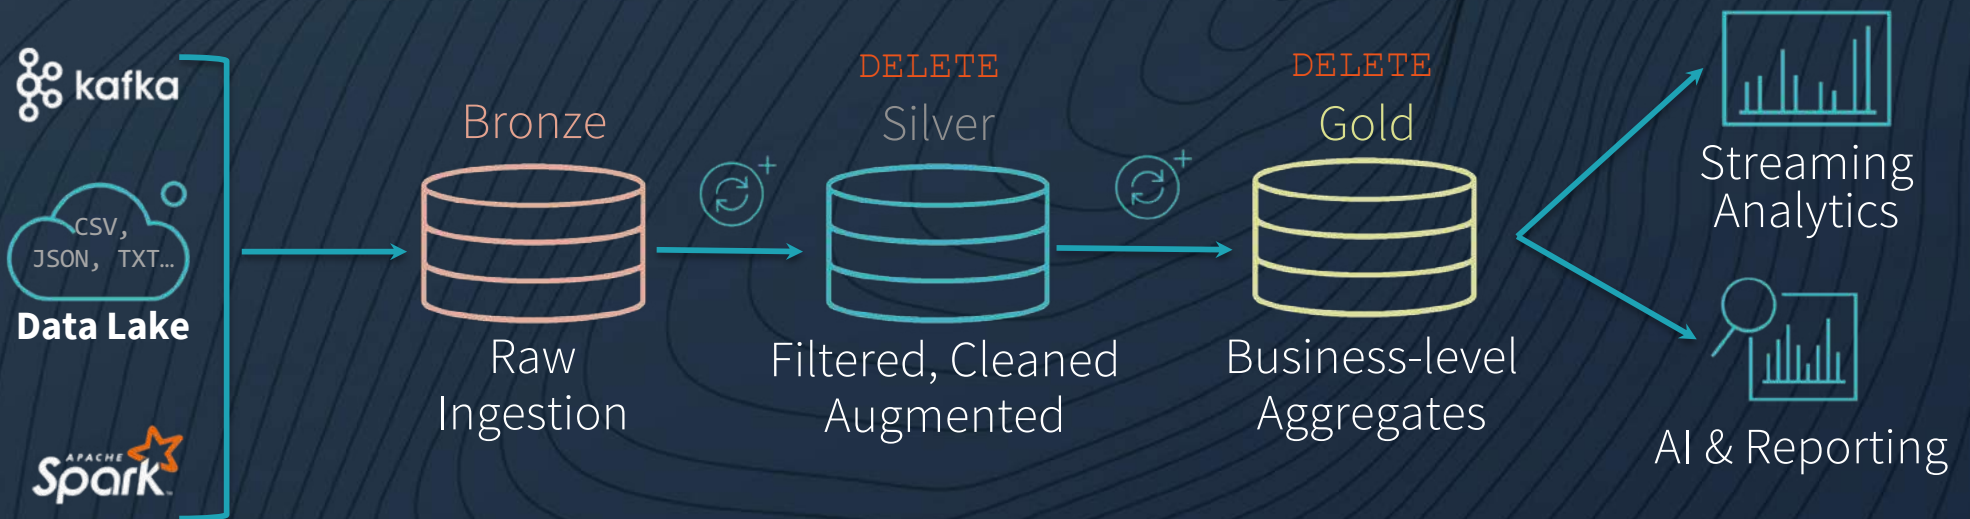 kafka
CSV,
JSON, TXT…
Data Lake
APACHE
Spark
Bronze
Raw
Ingestion
DELETE
Silver
Filtered, Cleaned
Augmented
DELETE
Gold
Business-level
Aggregates
Streaming
Analytics
AI & Reporting